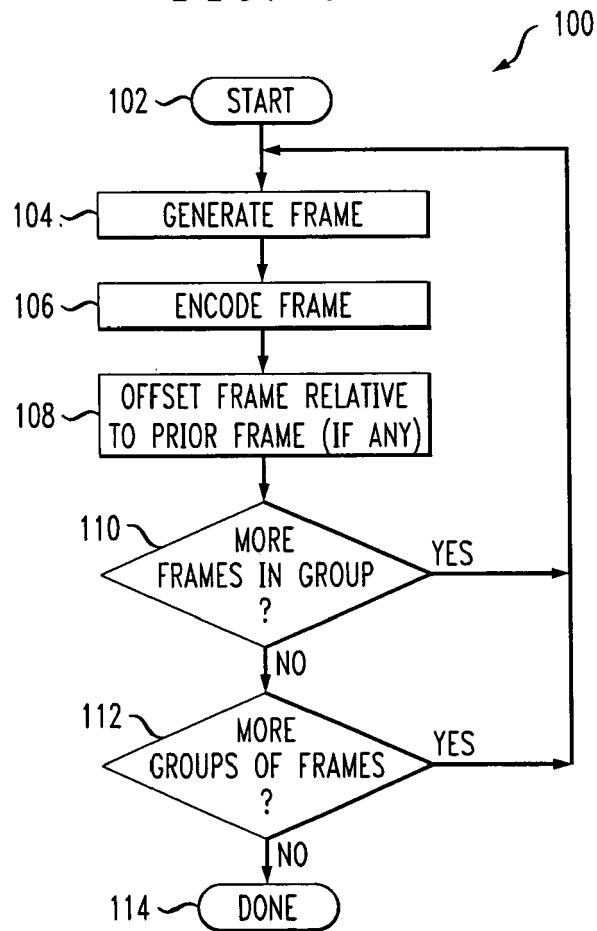 100
102 START
104 GENERATE FRAME
106 ENCODE FRAME
108 OFFSET FRAME RELATIVE
TO PRIOR FRAME (IF ANY)
110 MORE
FRAMES IN GROUP
?
YES
NO
112 MORE
GROUPS OF FRAMES
?
YES
NO
114 DONE